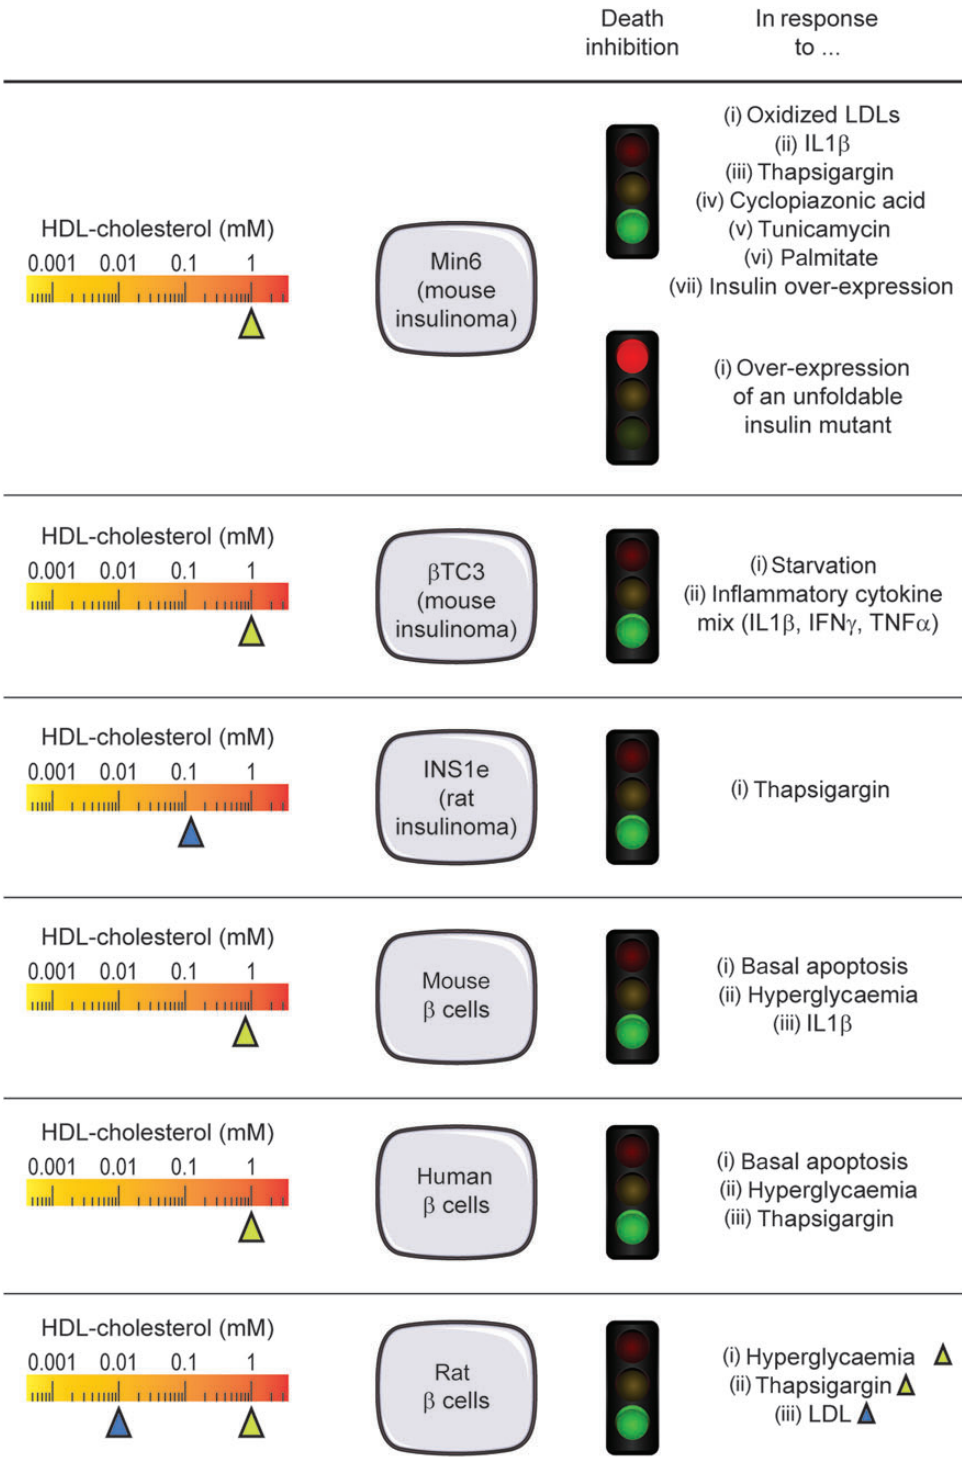 Death
inhibition
In response
to ...
HDL-cholesterol (mM)
0.001 0.01 0.1 1
Min6
(mouse
insulinoma)
(i) Oxidized LDLs
(ii) IL1β
(iii) Thapsigargin
(iv) Cyclopiazonic acid
(v) Tunicamycin
(vi) Palmitate
(vii) Insulin over-expression
(i) Over-expression
of an unfoldable
insulin mutant
HDL-cholesterol (mM)
0.001 0.01 0.1 1
βTC3
(mouse
insulinoma)
(i) Starvation
(ii) Inflammatory cytokine
mix (IL1β, IFNγ, TNFα)
HDL-cholesterol (mM)
0.001 0.01 0.1 1
INS1e
(rat
insulinoma)
(i) Thapsigargin
HDL-cholesterol (mM)
0.001 0.01 0.1 1
Mouse
β cells
(i) Basal apoptosis
(ii) Hyperglycaemia
(iii) IL1β
HDL-cholesterol (mM)
0.001 0.01 0.1 1
Human
β cells
(i) Basal apoptosis
(ii) Hyperglycaemia
(iii) Thapsigargin
HDL-cholesterol (mM)
0.001 0.01 0.1 1
Rat
β cells
(i) Hyperglycaemia
(ii) Thapsigargin
(iii) LDL